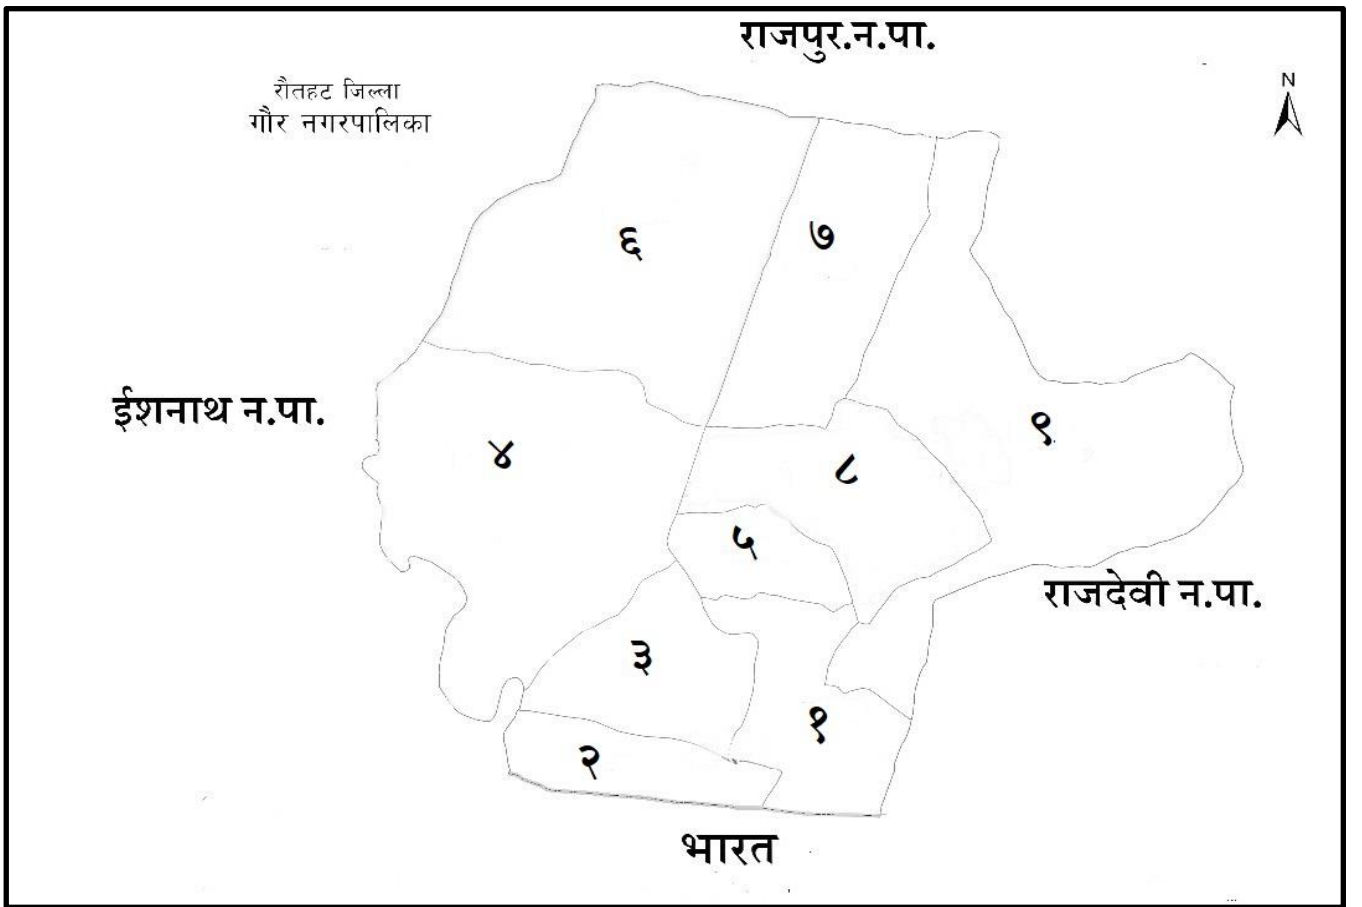 राजपुर.न.पा.
रौतहट जिल्ला
गौर नगरपालिका
N
६
७
ईशनाथ न.पा.
४
८
९
५
राजदेवी न.पा.
३
१
२
भारत